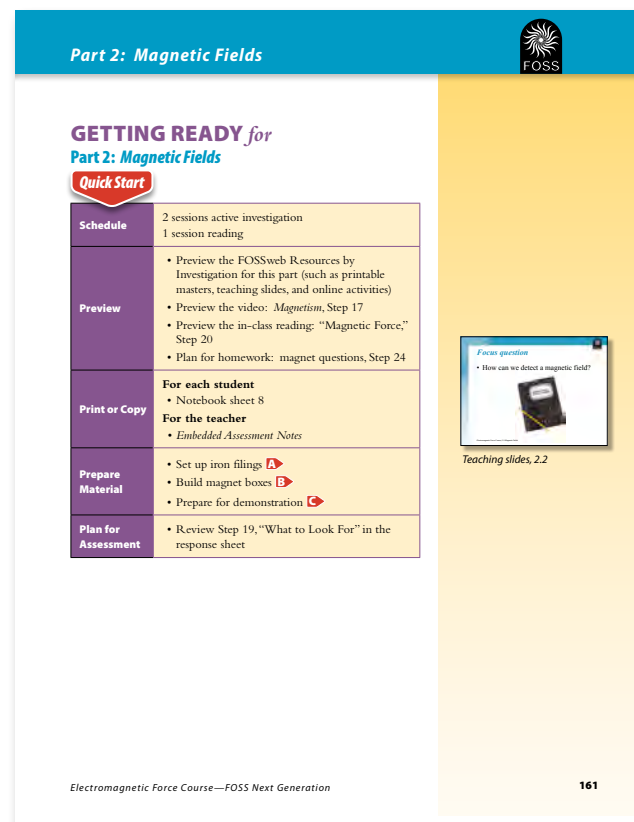 Part 2: Magnetic Fields
FOSS
GETTING READY for
Part 2: Magnetic Fields
Quick Start
Schedule
2 sessions active investigation
1 session reading
Preview
• Preview the FOSSweb Resources by
Investigation for this part (such as printable
masters, teaching slides, and online activities)
• Preview the video: Magnetism, Step 17
• Preview the in-class reading: “Magnetic Force,”
Step 20
• Plan for homework: magnet questions, Step 24
Print or Copy
For each student
• Notebook sheet 8
For the teacher
• Embedded Assessment Notes
Prepare
Material
• Set up iron filings A
• Build magnet boxes B
• Prepare for demonstration C
Plan for
Assessment
• Review Step 19, “What to Look For” in the
response sheet
Focus question
• How can we detect a magnetic field?
Teaching slides, 2.2
Electromagnetic Force Course—FOSS Next Generation
161